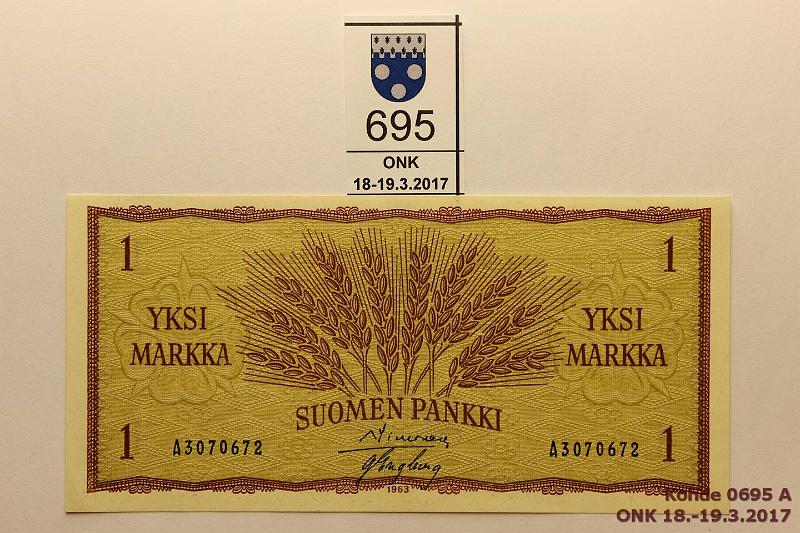 695
ONK
18-19.3.2017
1 1
YKSI MARKKA
YKSI MARKKA
SUOMEN PANKKI
1 A3070672 A3070672 1
1963
Kohde 0695 A
ONK 18.-19.3.2017